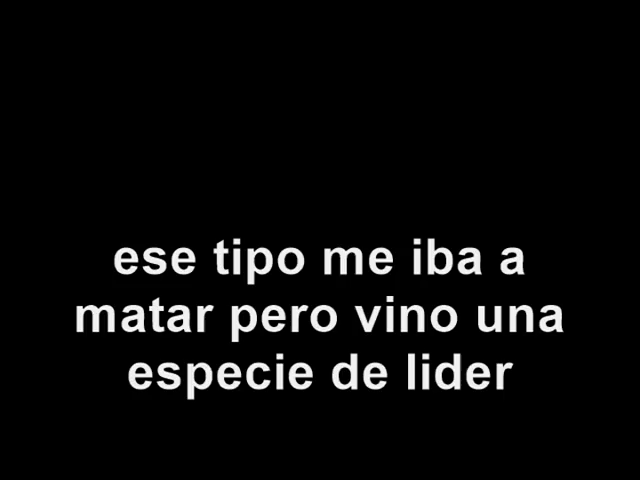 ese tipo me iba a
matar pero vino una
especie de lider